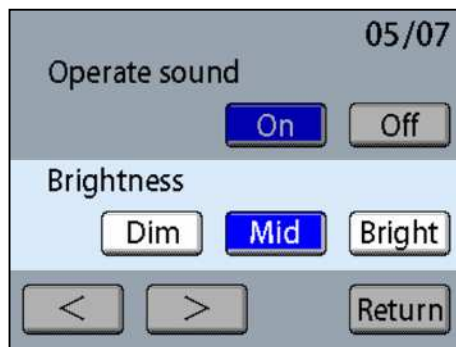 05/07
Operate sound
On Off
Brightness
Dim Mid Bright
< > Return